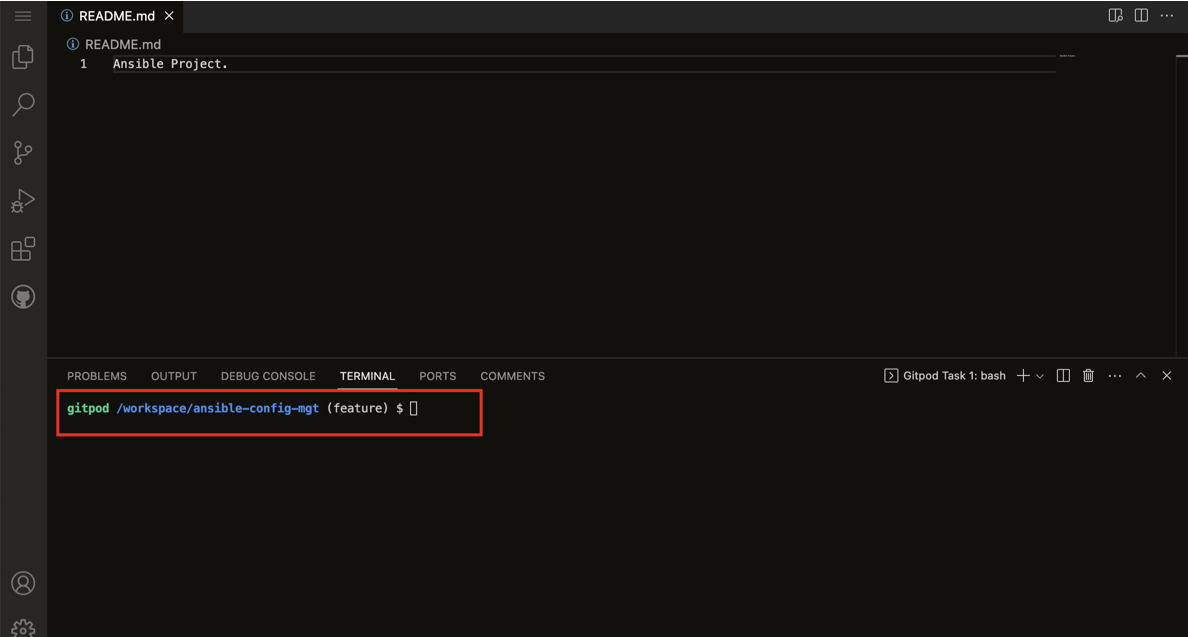 README.md
README.md
1 Ansible Project.
PROBLEMS OUTPUT DEBUG CONSOLE TERMINAL PORTS COMMENTS Gitpod Task 1: bash
gitpod /workspace/ansible-config-mgt (feature) $